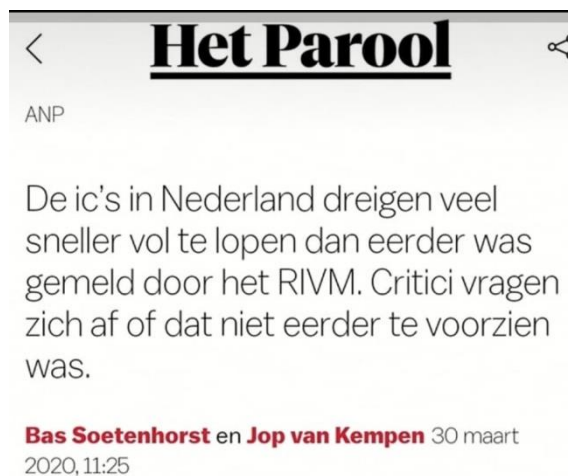 Het Parool
ANP
De ic's in Nederland dreigen veel
sneller vol te lopen dan eerder was
gemeld door het RIVM. Critici vragen
zich af of dat niet eerder te voorzien
was.
Bas Soetenhorst en Jop van Kempen 30 maart
2020, 11:25